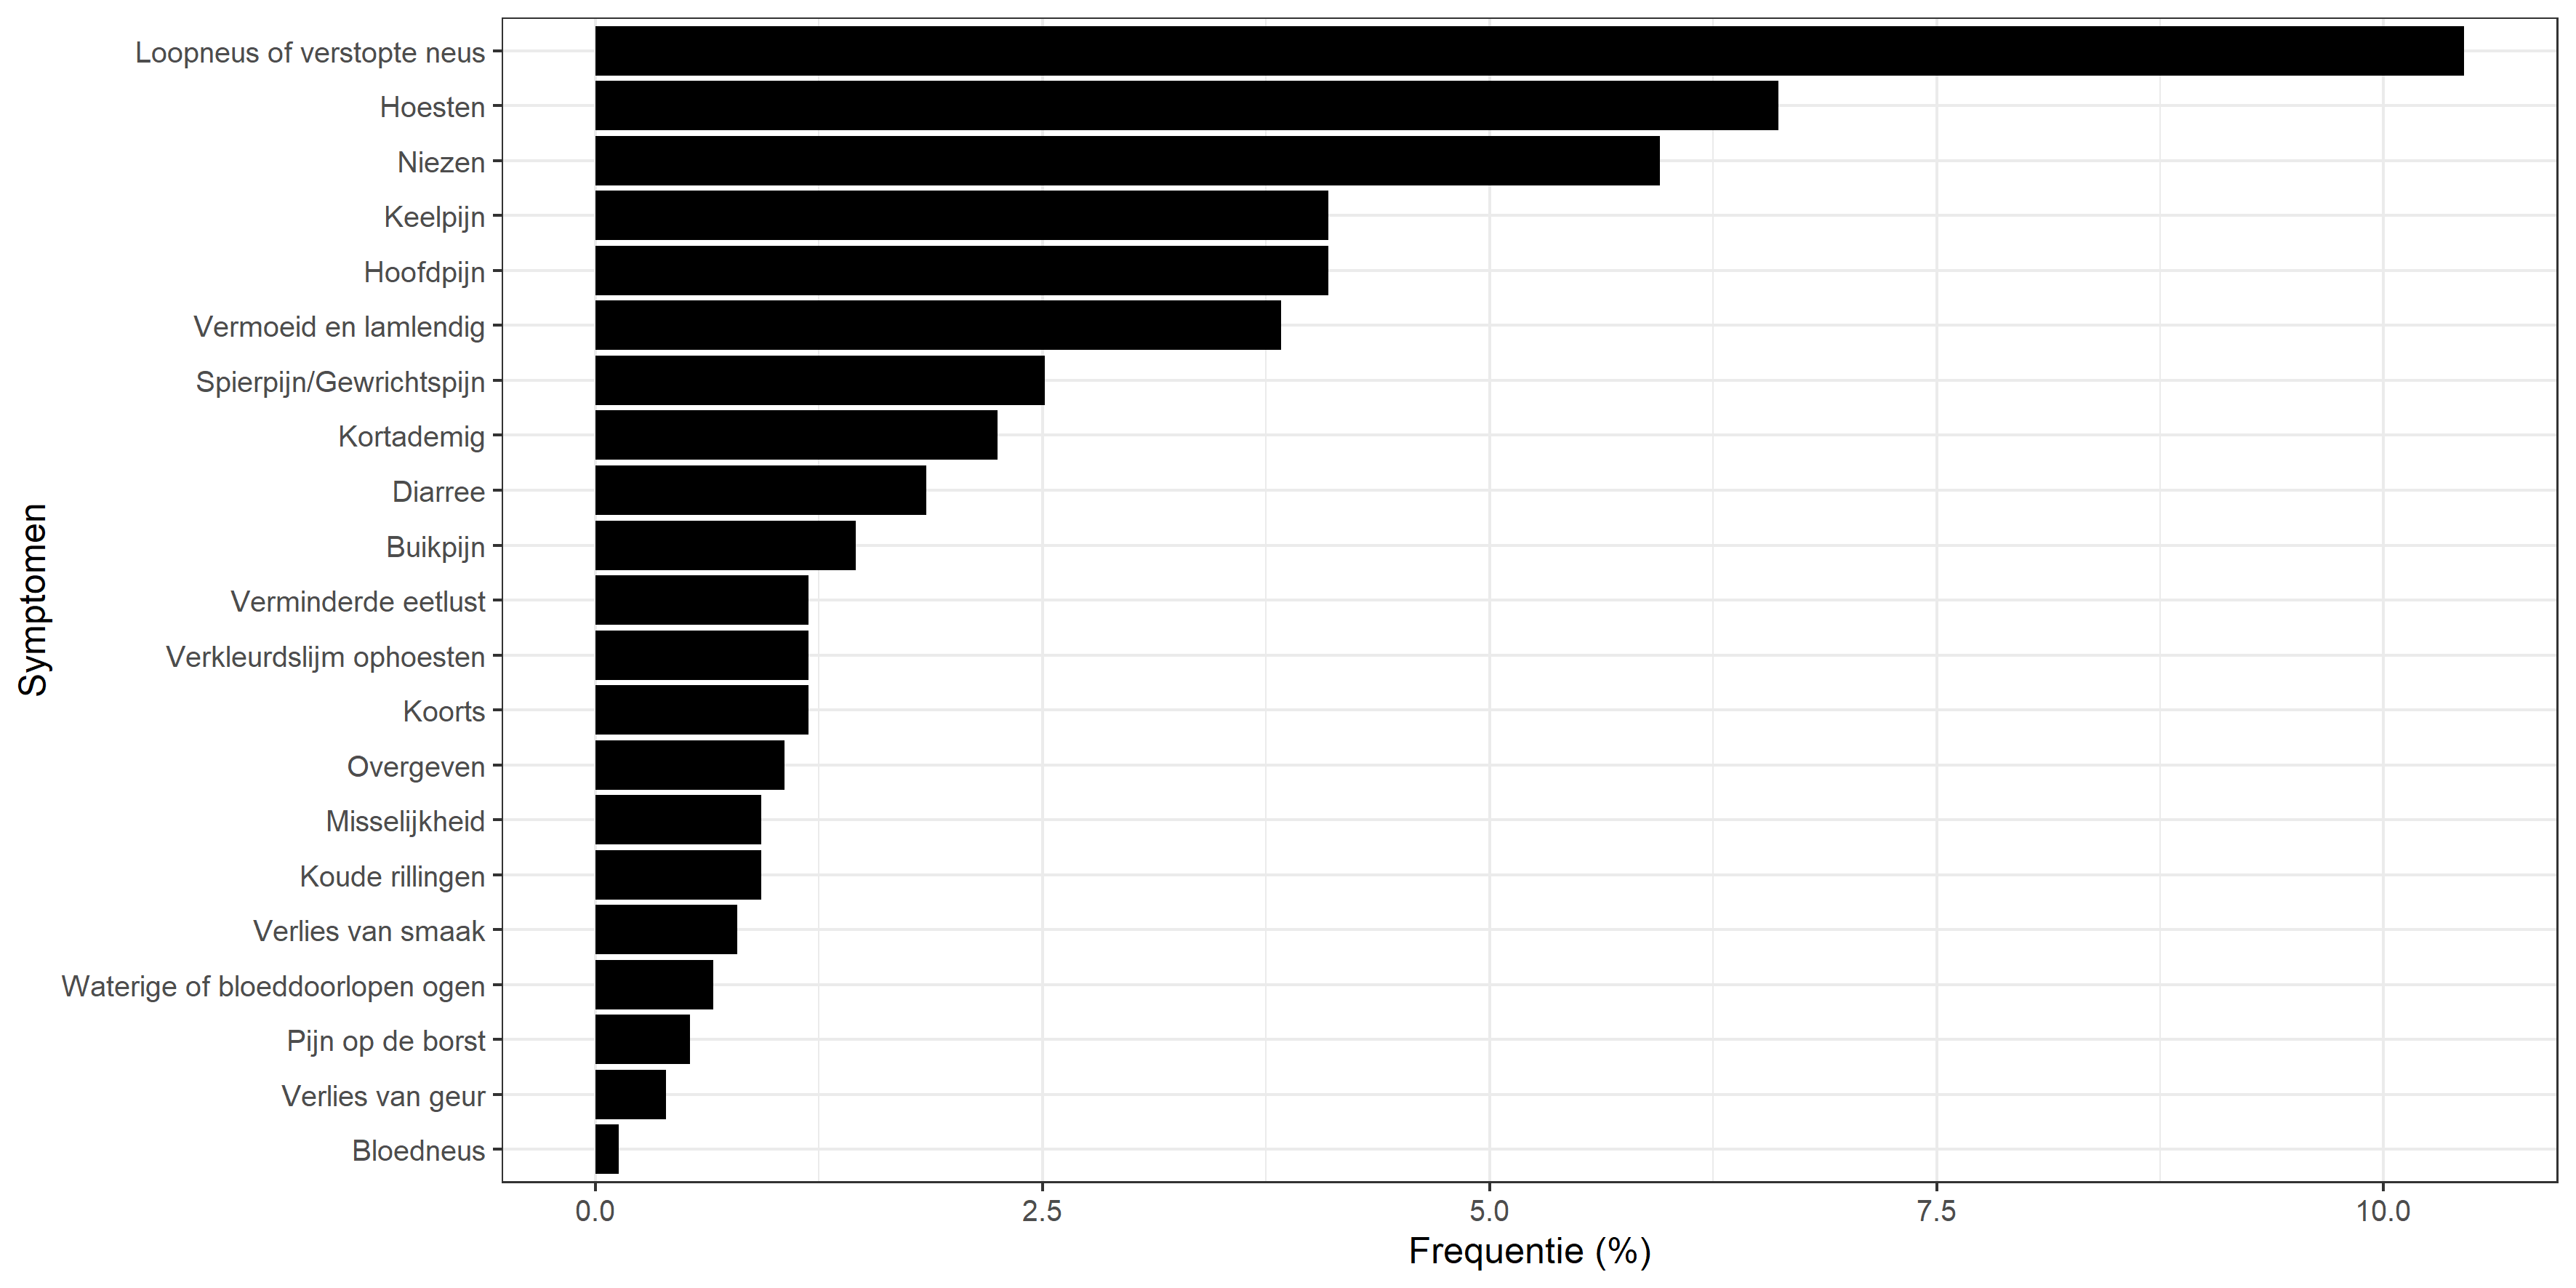 Loopneus of verstopte neus
Hoesten
Niezen
Keelpijn
Hoofdpijn
Vermoeid en lamlendig
Spierpijn/Gewrichtspijn
Kortademig
Diarree
Buikpijn
Verminderde eetlust
Verkleurdslijm ophoesten
Koorts
Overgeven
Misselijkheid
Koude rillingen
Verlies van smaak
Waterige of bloeddoorlopen ogen
Pijn op de borst
Verlies van geur
Bloedneus
Symptomen
0.0 2.5 5.0 7.5 10.0
Frequentie (%)